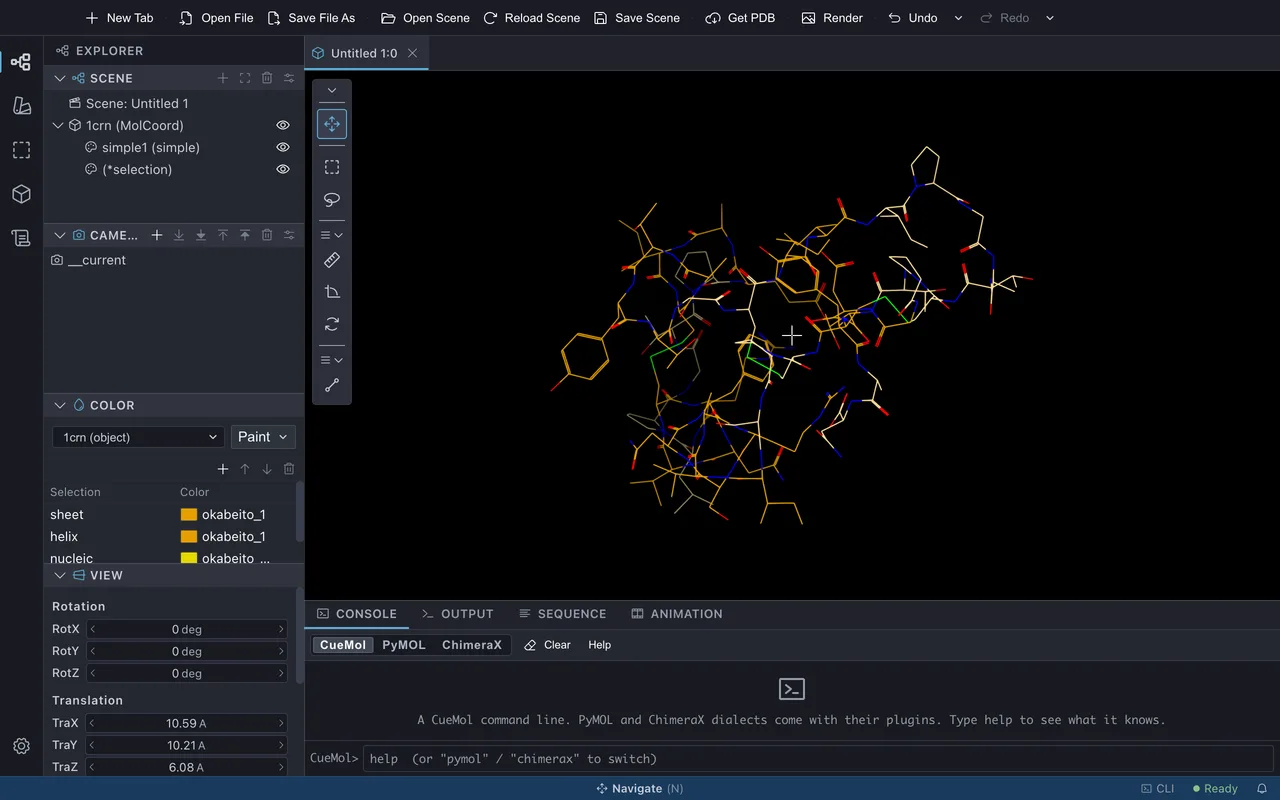 New Tab Open File Save File As Open Scene Reload Scene Save Scene Get PDB Render Undo Redo
EXPLORER
Untitled 1:0
SCENE
Scene: Untitled 1
1crn (MolCoord)
simple1 (simple)
(*selection)
CAME...
__current
COLOR
1crn (object) Paint
Selection Color
sheet okabeito_1
helix okabeito_1
nucleic okabeito_...
VIEW
Rotation
RotX 0 deg
RotY 0 deg
RotZ 0 deg
Translation
TraX 10.59 A
TraY 10.21 A
TraZ 6.08 A
CONSOLE OUTPUT SEQUENCE ANIMATION
CueMol PyMOL ChimeraX Clear Help
A CueMol command line. PyMOL and ChimeraX dialects come with their plugins. Type help to see what it knows.
CueMol> help (or "pymol" / "chimerax" to switch)
Navigate (N) CLI Ready